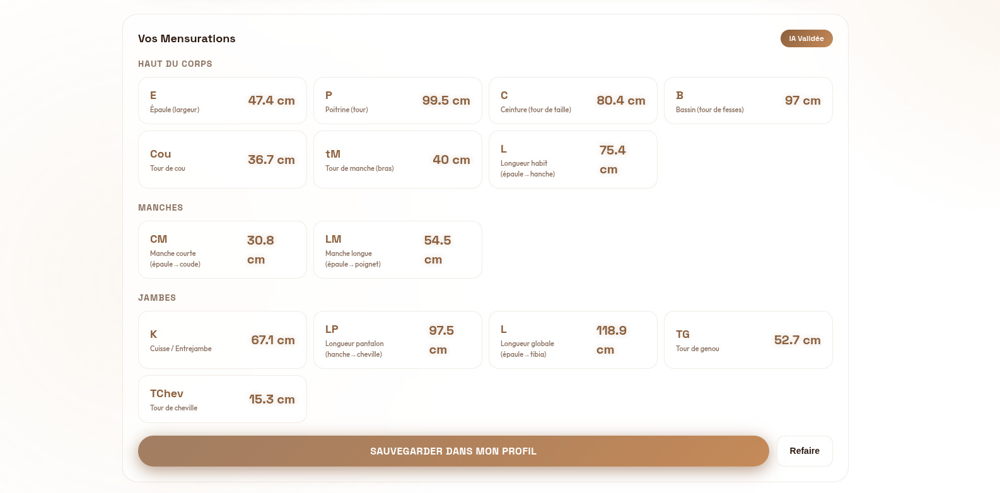 Vos Mensurations
IA Validée
HAUT DU CORPS
E
Épaule (largeur)
47.4 cm
P
Poitrine (tour)
99.5 cm
C
Ceinture (tour de taille)
80.4 cm
B
Bassin (tour de fesses)
97 cm
Cou
Tour de cou
36.7 cm
tM
Tour de manche (bras)
40 cm
L
Longueur habit
(épaule→hanche)
75.4
cm
MANCHES
CM
Manche courte
(épaule→coude)
30.8
cm
LM
Manche longue
(épaule→poignet)
54.5
cm
JAMBES
K
Cuisse / Entrejambe
67.1 cm
LP
Longueur pantalon
(hanche→cheville)
97.5
cm
L
Longueur globale
(épaule→tibia)
118.9
cm
TG
Tour de genou
52.7 cm
TChev
Tour de cheville
15.3 cm
SAUVEGARDER DANS MON PROFIL
Refaire